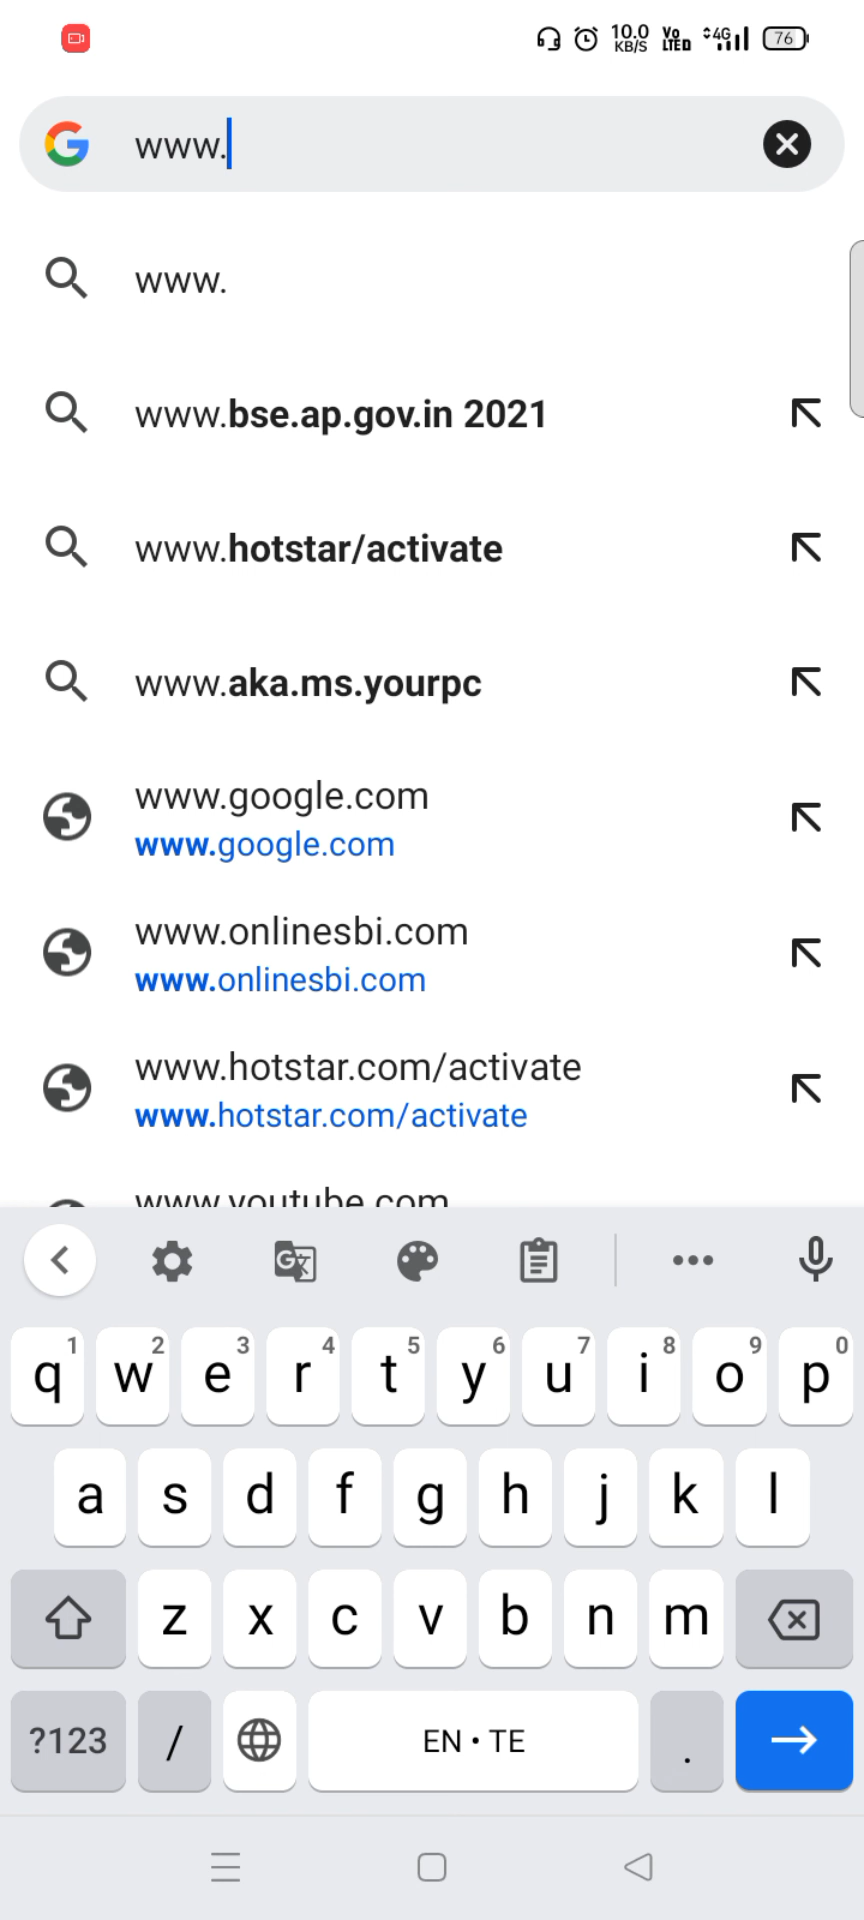 10.0
KB/S
Vo
LTED
4G
76
www.
www.
www.bse.ap.gov.in 2021
www.hotstar/activate
www.aka.ms.yourpc
www.google.com
www.google.com
www.onlinesbi.com
www.onlinesbi.com
www.hotstar.com/activate
www.hotstar.com/activate
www.youtube.com
q1 w2 e3 r4 t5 y6 u7 i8 o9 p0
a s d f g h j k l
z x c v b n m
?123 / EN • TE .